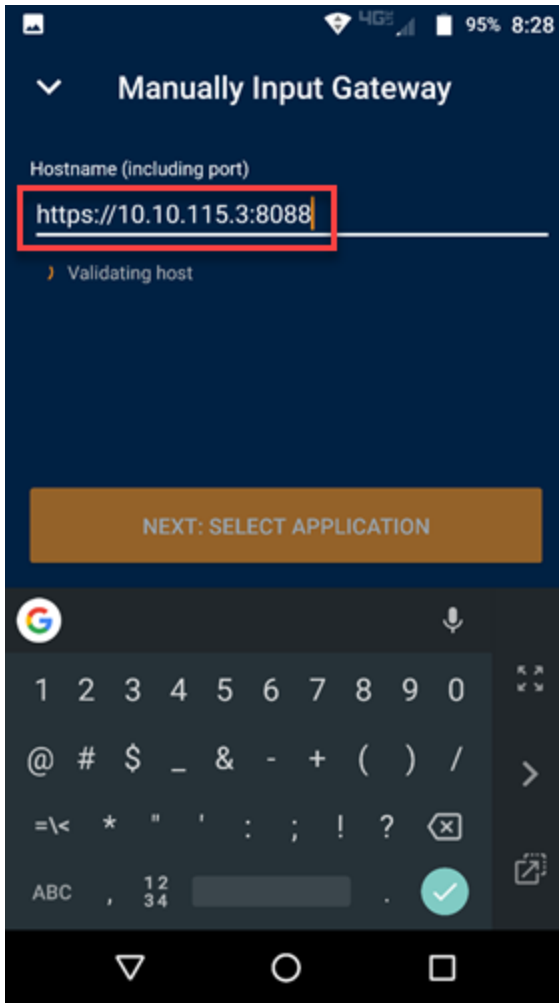 4G 95% 8:28
Manually Input Gateway
Hostname (including port)
https://10.10.115.3:8088
Validating host
NEXT: SELECT APPLICATION
G
1 2 3 4 5 6 7 8 9 0
@ # $ _ & - + ( ) /
=\< * " ' : ; ! ?
ABC , 12 .
34